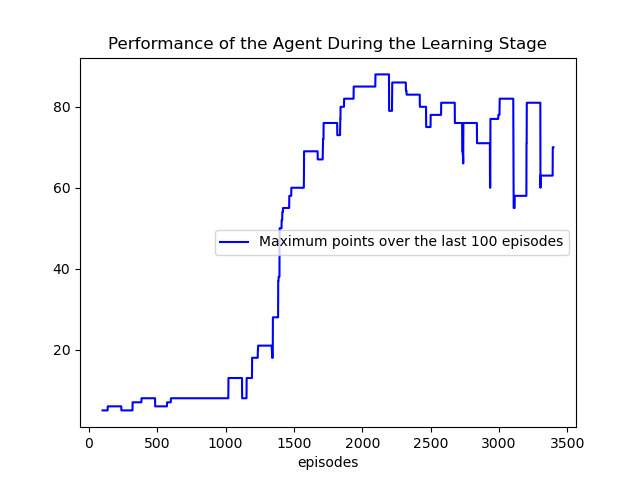 Performance of the Agent During the Learning Stage
80
60
Maximum points over the last 100 episodes
40
20
0 500 1000 1500 2000 2500 3000 3500
episodes